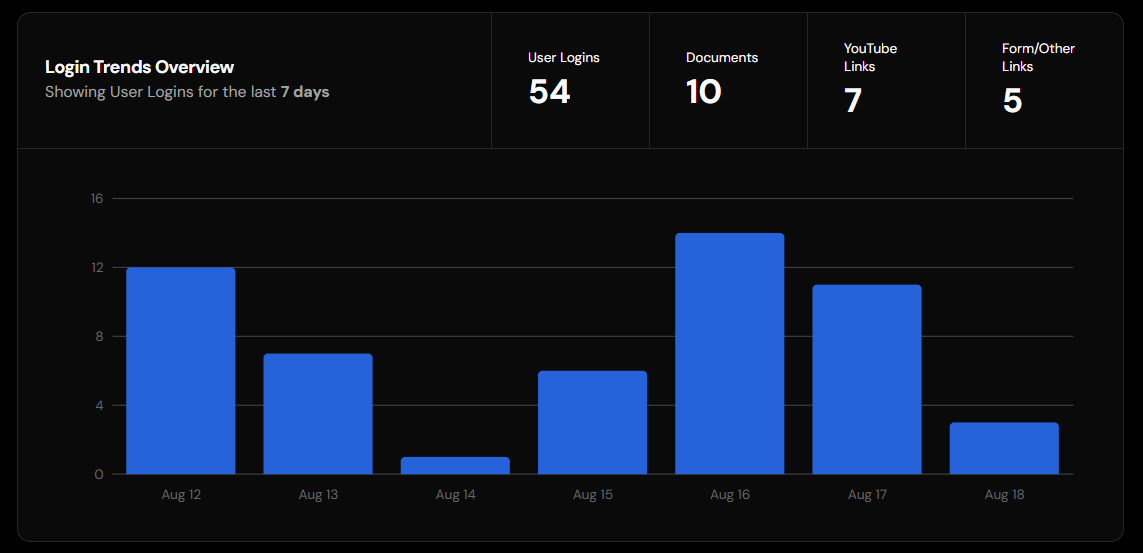 Login Trends Overview
Showing User Logins for the last 7 days
User Logins
54
Documents
10
YouTube
Links
7
Form/Other
Links
5
16
12
8
4
0
Aug 12
Aug 13
Aug 14
Aug 15
Aug 16
Aug 17
Aug 18